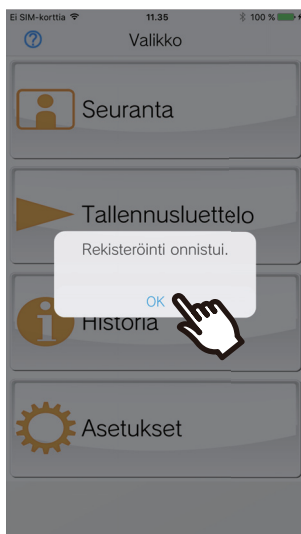 Ei SIM-korttia 11.35 100 %
Valikko
Seuranta
Tallennusluettelo
Rekisteröinti onnistui.
OK
Historia
Asetukset